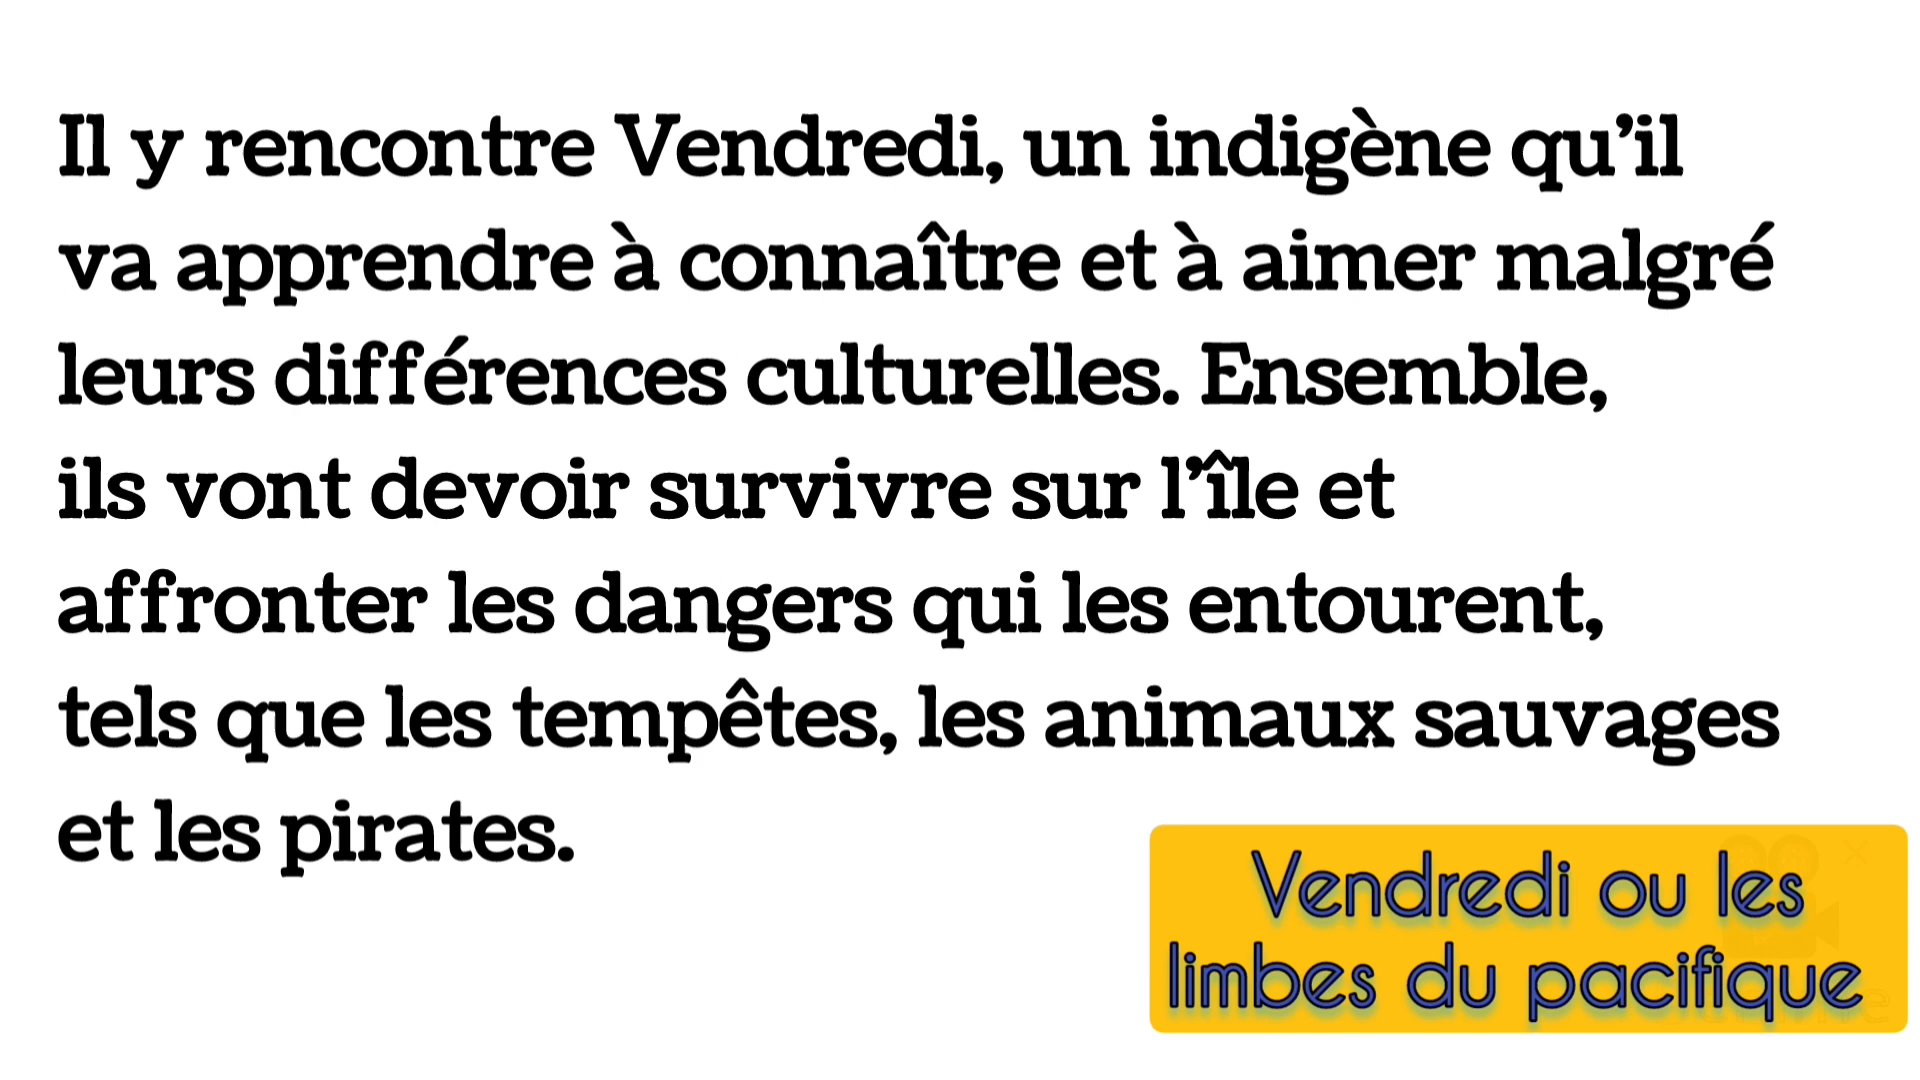 Il y rencontre Vendredi, un indigène qu’il
va apprendre à connaître et à aimer malgré
leurs différences culturelles. Ensemble,
ils vont devoir survivre sur l’île et
affronter les dangers qui les entourent,
tels que les tempêtes, les animaux sauvages
et les pirates.
Vendredi ou les
limbes du pacifique